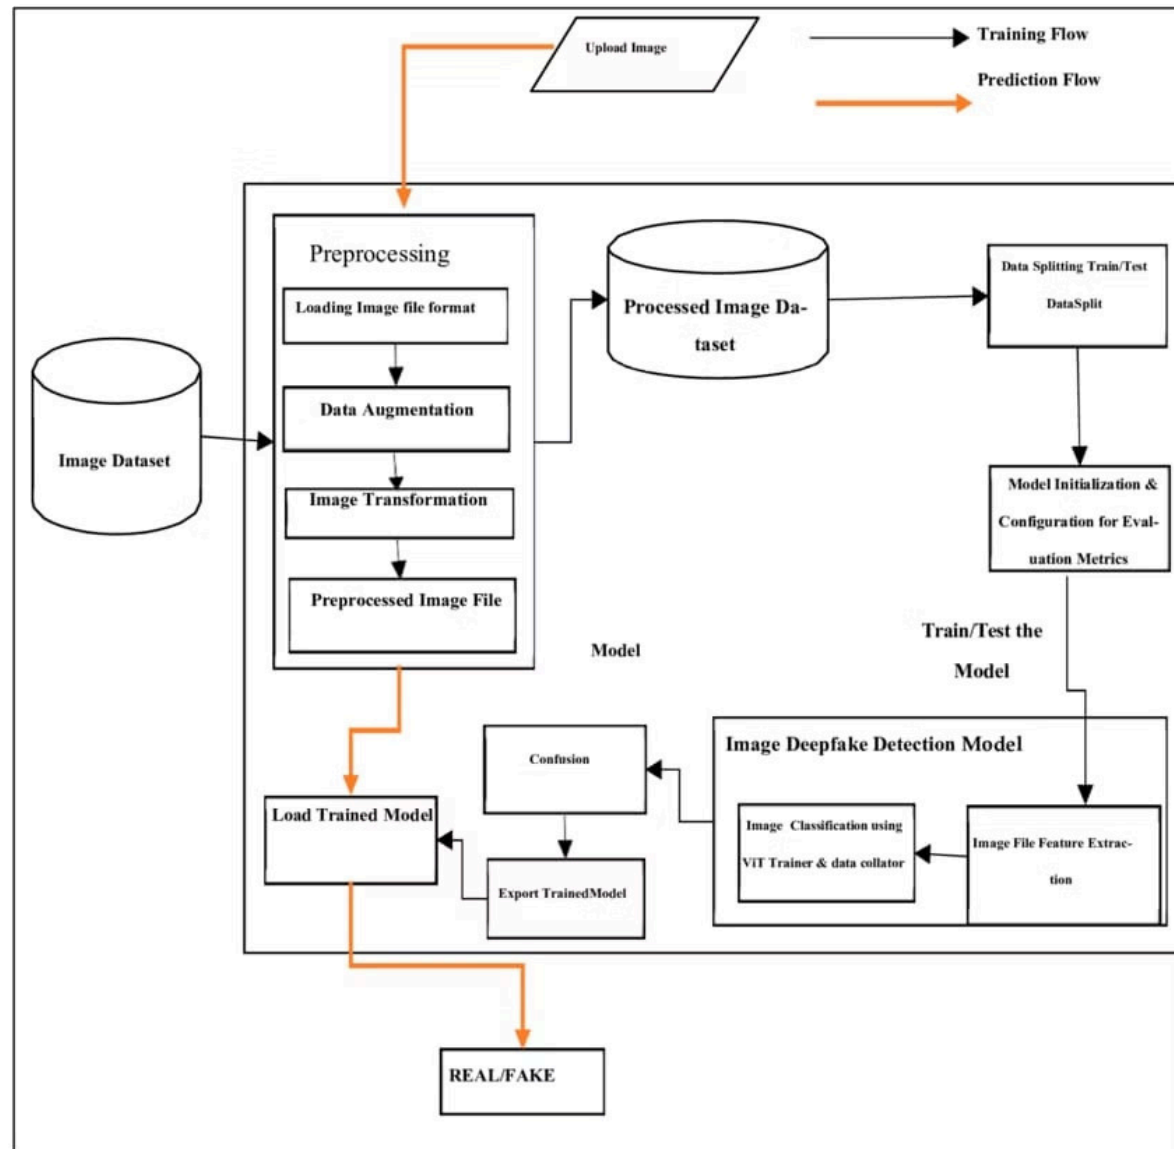 Upload Image
Training Flow
Prediction Flow
Preprocessing
Loading Image file format
Data Augmentation
Image Transformation
Preprocessed Image File
Image Dataset
Processed Image Da-
taset
Data Splitting Train/Test
DataSplit
Model Initialization &
Configuration for Eval-
uation Metrics
Train/Test the
Model
Model
Image Deepfake Detection Model
Image File Feature Extrac-
tion
Image Classification using
ViT Trainer & data collator
Confusion
Export TrainedModel
Load Trained Model
REAL/FAKE